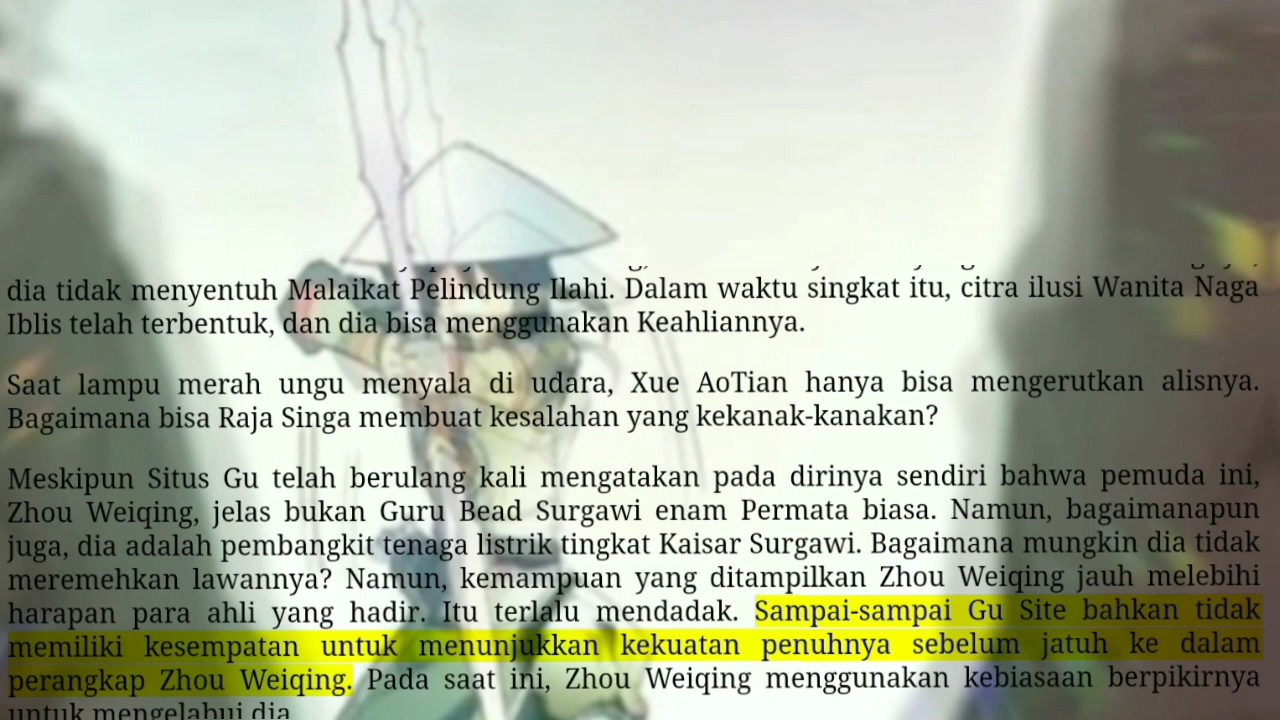 dia tidak menyentuh Malaikat Pelindung Ilahi. Dalam waktu singkat itu, citra ilusi Wanita Naga
Iblis telah terbentuk, dan dia bisa menggunakan Keahliannya.
Saat lampu merah ungu menyala di udara, Xue AoTian hanya bisa mengerutkan alisnya.
Bagaimana bisa Raja Singa membuat kesalahan yang kekanak-kanakan?
Meskipun Situs Gu telah berulang kali mengatakan pada dirinya sendiri bahwa pemuda ini,
Zhou Weiqing, jelas bukan Guru Bead Surgawi enam Permata biasa. Namun, bagaimanapun
juga, dia adalah pembangkit tenaga listrik tingkat Kaisar Surgawi. Bagaimana mungkin dia tidak
meremehkan lawannya? Namun, kemampuan yang ditampilkan Zhou Weiqing jauh melebihi
harapan para ahli yang hadir. Itu terlalu mendadak. Sampai-sampai Gu Site bahkan tidak
memiliki kesempatan untuk menunjukkan kekuatan penuhnya sebelum jatuh ke dalam
perangkap Zhou Weiqing. Pada saat ini, Zhou Weiqing menggunakan kebiasaan berpikirnya
untuk mengelabui dia